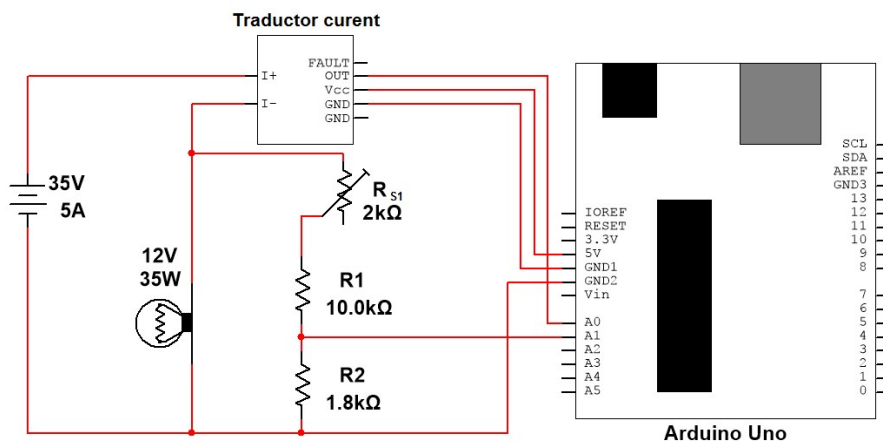 Traductor curent
FAULT
OUT
Vcc
GND
GND
I+
I-
35V
5A
R S1
2kΩ
12V
35W
R1
10.0kΩ
R2
1.8kΩ
IOREF
RESET
3.3V
5V
GND1
GND2
Vin
A0
A1
A2
A3
A4
A5
SCL
SDA
AREF
GND3
13
12
11
10
9
8
7
6
5
4
3
2
1
0
Arduino Uno